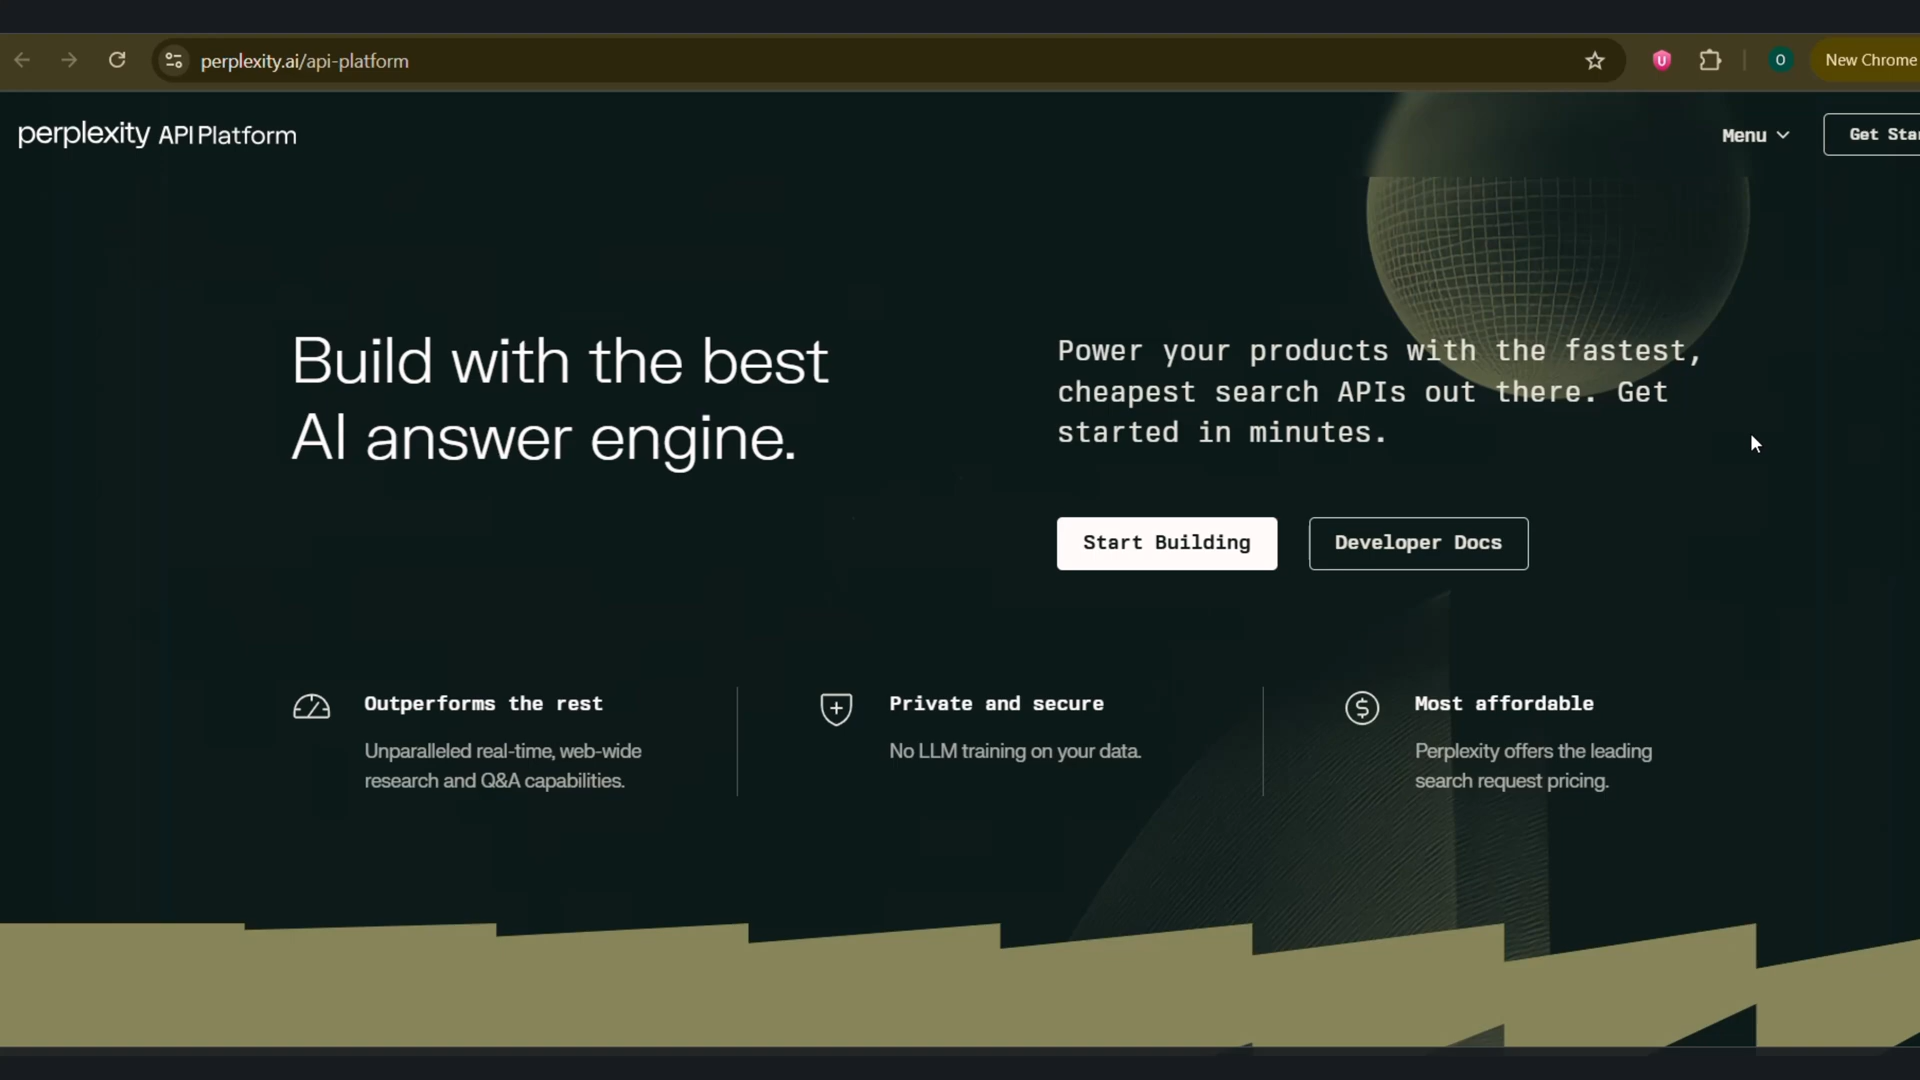 perplexity.ai/api-platform
U
O
New Chrome
perplexity API Platform
Menu
Get Star
Build with the best
AI answer engine.
Power your products with the fastest,
cheapest search APIs out there. Get
started in minutes.
Start Building
Developer Docs
Outperforms the rest
Unparalleled real-time, web-wide
research and Q&A capabilities.
Private and secure
No LLM training on your data.
Most affordable
Perplexity offers the leading
search request pricing.